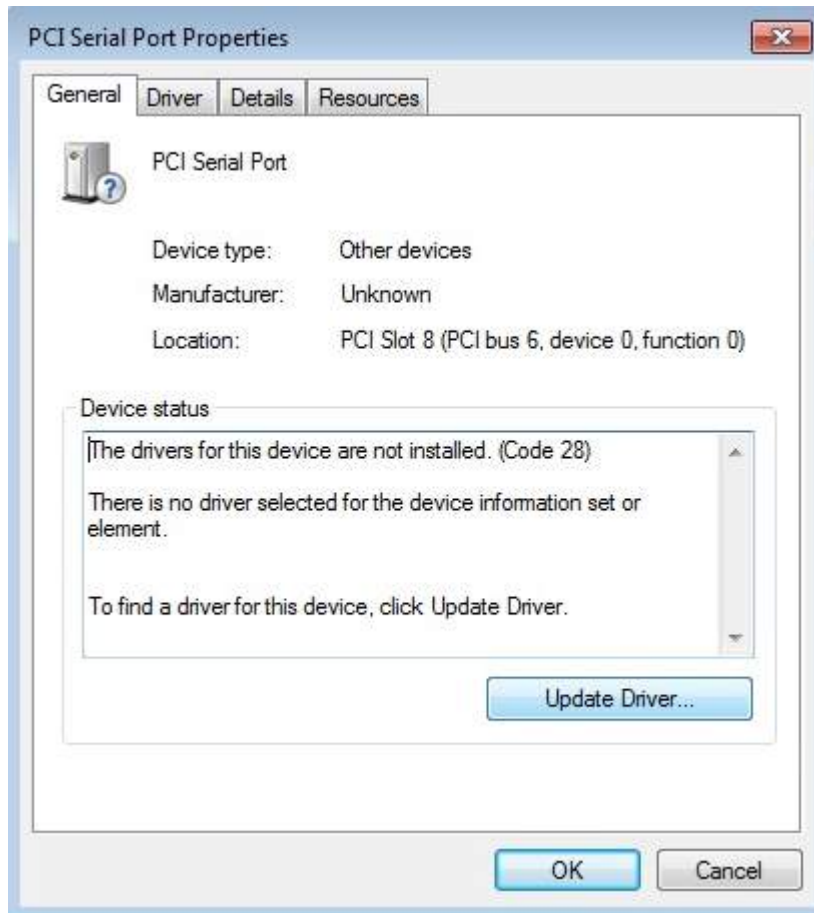 PCI Serial Port Properties
General Driver Details Resources
PCI Serial Port
Device type: Other devices
Manufacturer: Unknown
Location: PCI Slot 8 (PCI bus 6, device 0, function 0)
Device status
The drivers for this device are not installed. (Code 28)
There is no driver selected for the device information set or
element.
To find a driver for this device, click Update Driver.
Update Driver...
OK Cancel